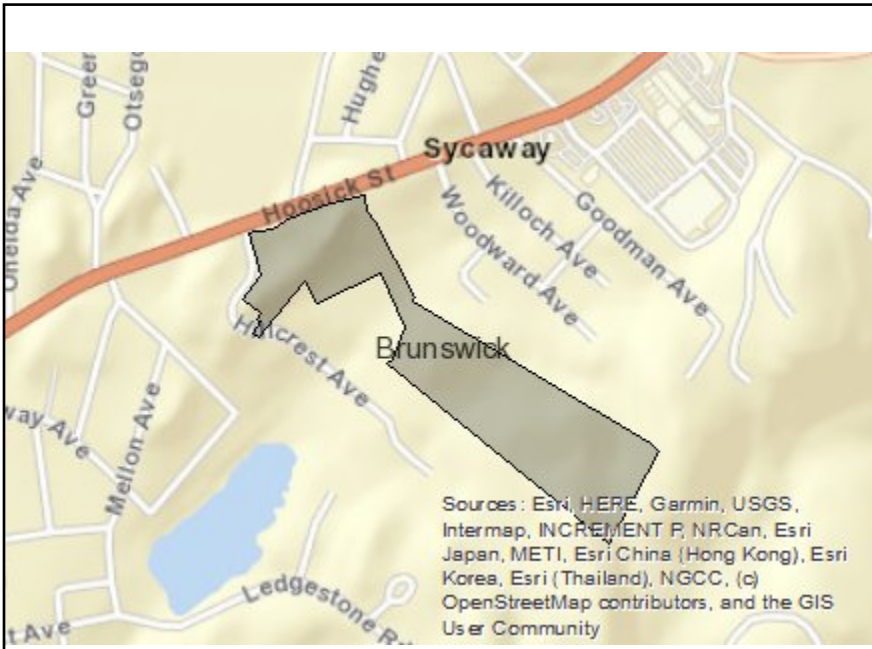 Green
Otsego
Hughe
Sycaway
Oneida Ave
Hoosick St
Killoch Ave
Goodman Ave
Woodward Ave
Hillcrest Ave
Brunswick
way Ave
Mellon Ave
Ledgestone Rd
t Ave
Sources: Esri, HERE, Garmin, USGS,
Intermap, INCREMENT P, NRCan, Esri
Japan, METI, Esri China (Hong Kong), Esri
Korea, Esri (Thailand), NGCC, (c)
OpenStreetMap contributors, and the GIS
User Community